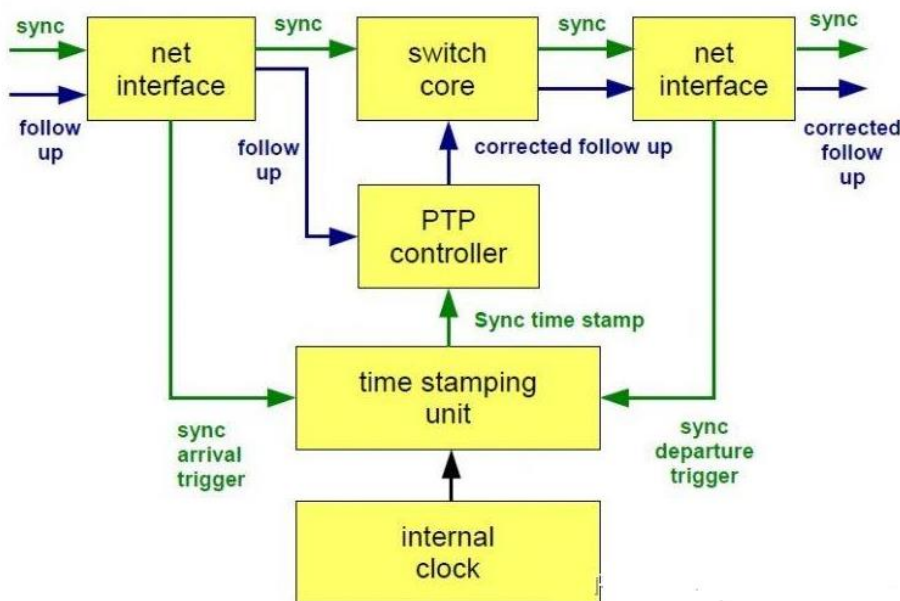 sync
sync
sync
sync
net
interface
switch
core
net
interface
follow
up
follow
up
corrected follow up
corrected
follow
up
PTP
controller
Sync time stamp
time stamping
unit
sync
arrival
trigger
sync
departure
trigger
internal
clock